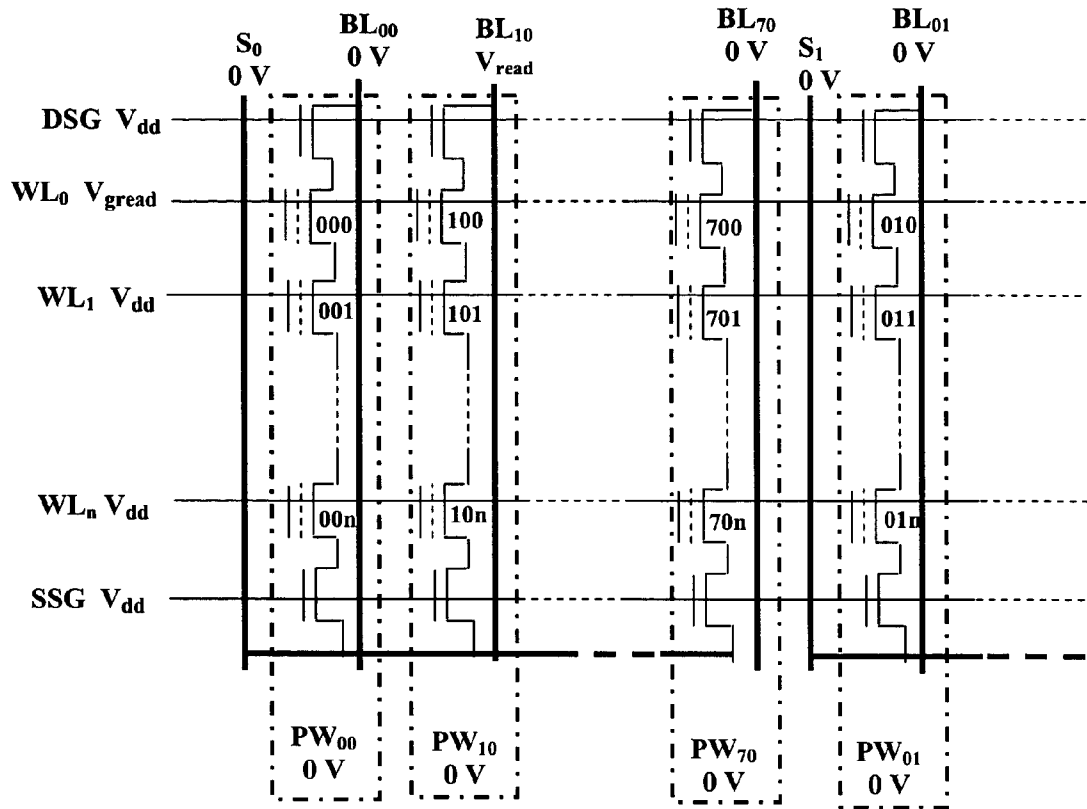 S₀
0 V
BL₀₀
0 V
BL₁₀
Vread
BL₇₀
0 V
S₁
0 V
BL₀₁
0 V
DSG Vdd
WL₀ Vgread
000
100
700
010
WL₁ Vdd
001
101
701
011
WLₙ Vdd
00n
10n
70n
01n
SSG Vdd
PW₀₀
0 V
PW₁₀
0 V
PW₇₀
0 V
PW₀₁
0 V